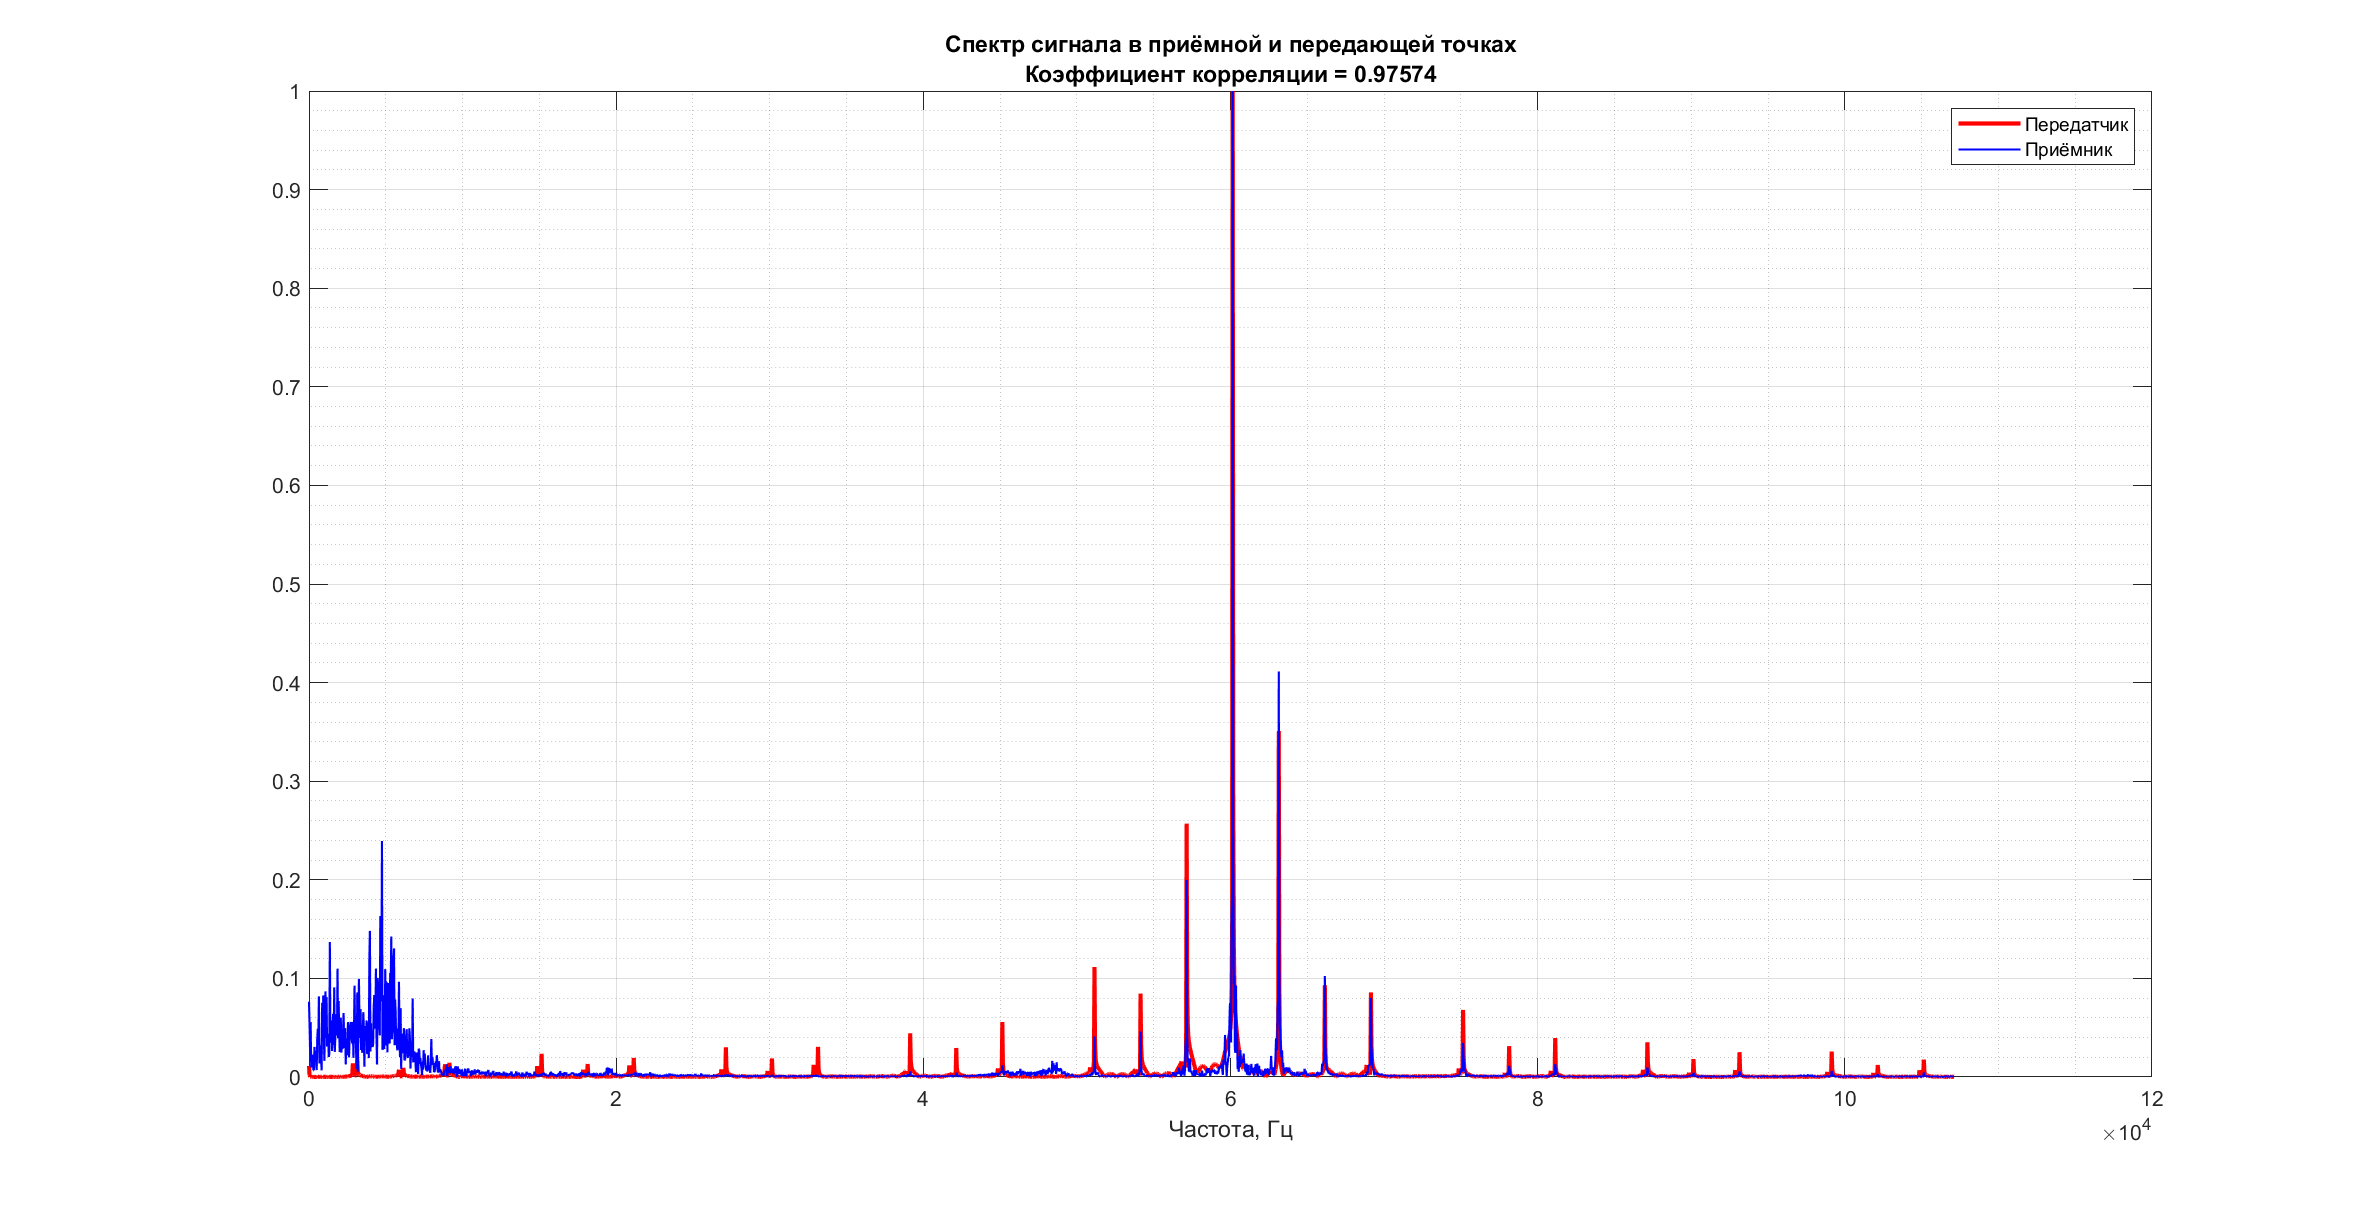 Спектр сигнала в приёмной и передающей точках
Коэффициент корреляции = 0.97574
1
0.9
0.8
0.7
0.6
0.5
0.4
0.3
0.2
0.1
0
Передатчик
Приёмник
0 2 4 6 8 10 12
Частота, Гц
×10⁴